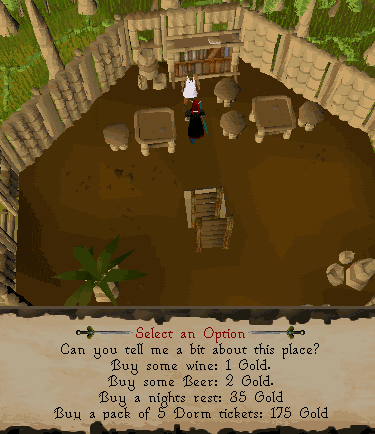 Select an Option
Can you tell me a bit about this place?
Buy some wine: 1 Gold.
Buy some Beer: 2 Gold.
Buy a nights rest: 35 Gold
Buy a pack of 5 Dorm tickets: 175 Gold